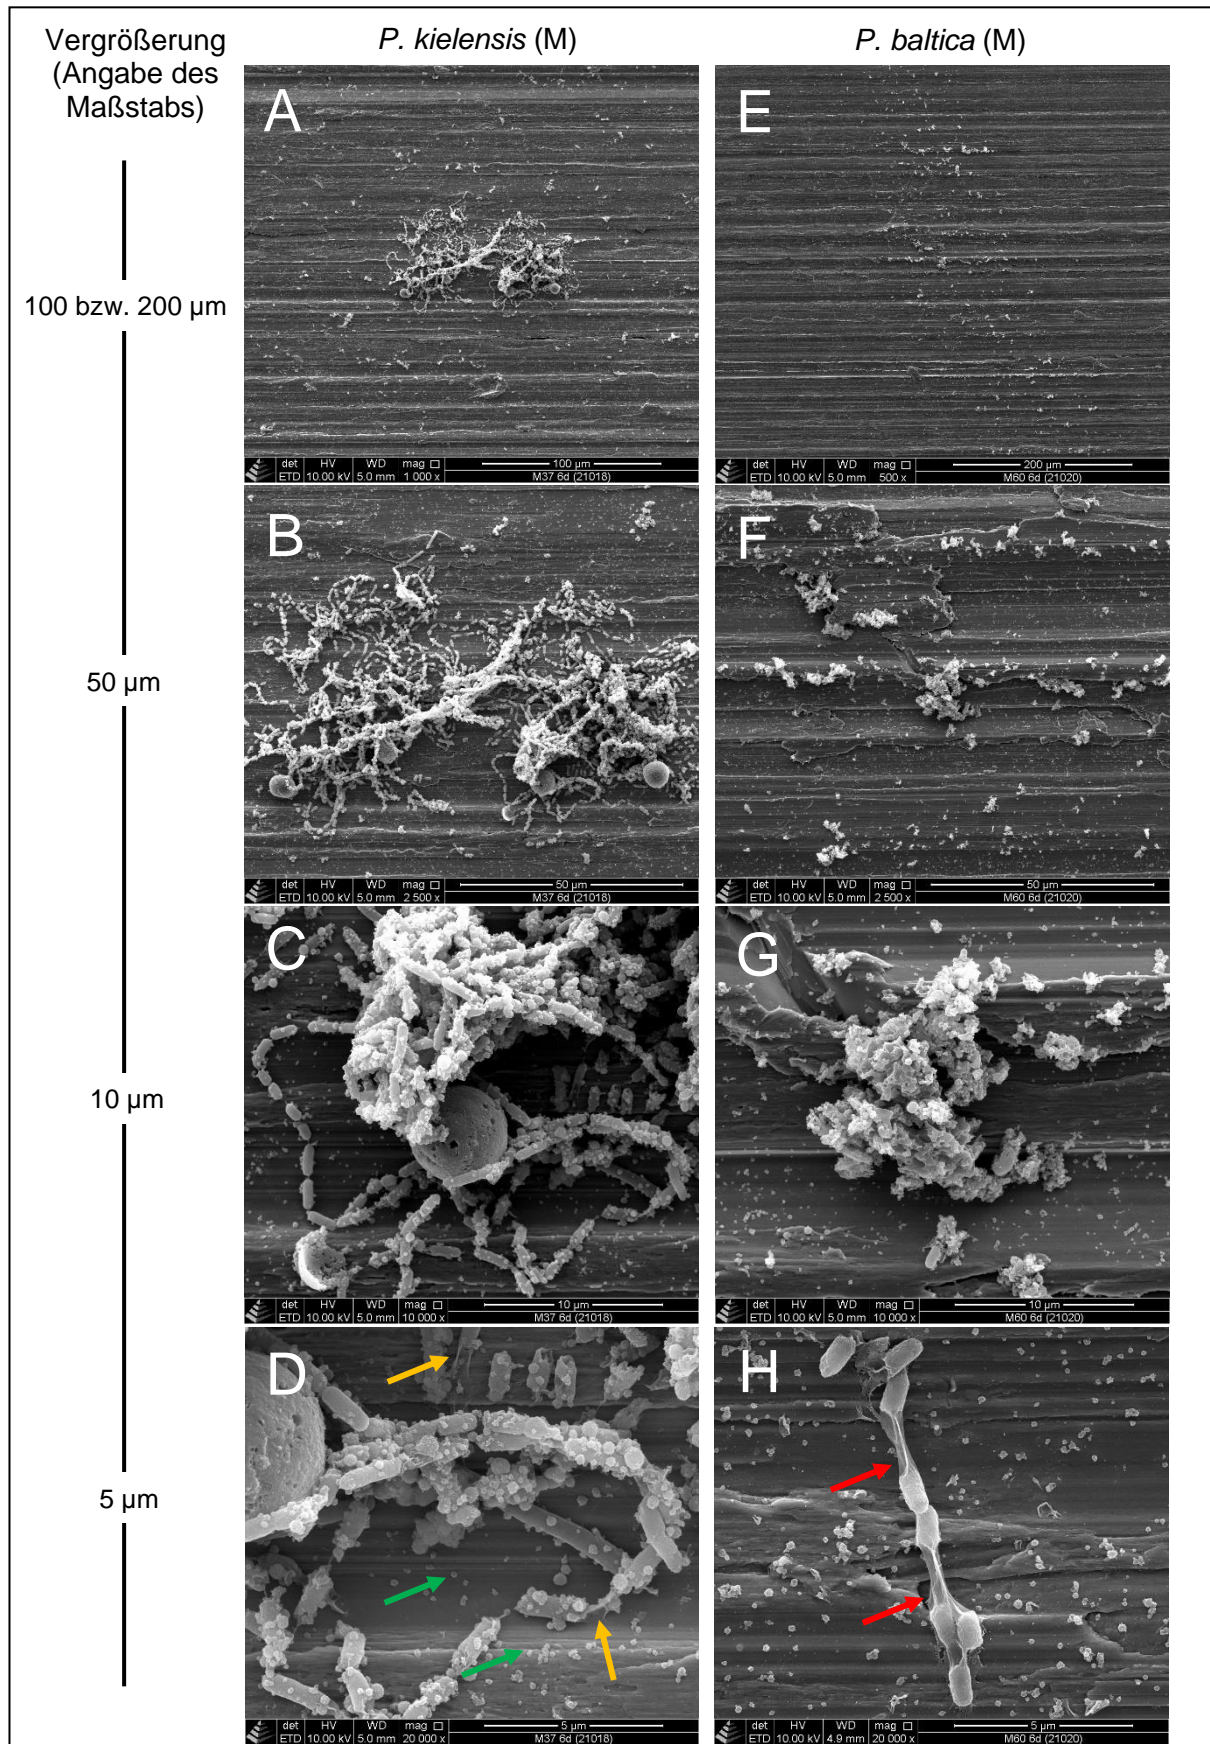 Vergrößerung
(Angabe des
Maßstabs)
P. kielensis (M)
P. baltica (M)
100 bzw. 200 µm
50 µm
10 µm
5 µm
A
det HV WD mag □ 100 µm
ETD 10.00 kV 5.0 mm 1 000 x M37 6d (21018)
E
det HV WD mag □ 200 µm
ETD 10.00 kV 5.0 mm 500 x M60 6d (21020)
B
det HV WD mag □ 50 µm
ETD 10.00 kV 5.0 mm 2 500 x M37 6d (21018)
F
det HV WD mag □ 50 µm
ETD 10.00 kV 5.0 mm 2 500 x M60 6d (21020)
C
det HV WD mag □ 10 µm
ETD 10.00 kV 5.0 mm 10 000 x M37 6d (21018)
G
det HV WD mag □ 10 µm
ETD 10.00 kV 5.0 mm 10 000 x M60 6d (21020)
D
det HV WD mag □ 5 µm
ETD 10.00 kV 5.0 mm 20 000 x M37 6d (21018)
H
det HV WD mag □ 5 µm
ETD 10.00 kV 4.9 mm 20 000 x M60 6d (21020)